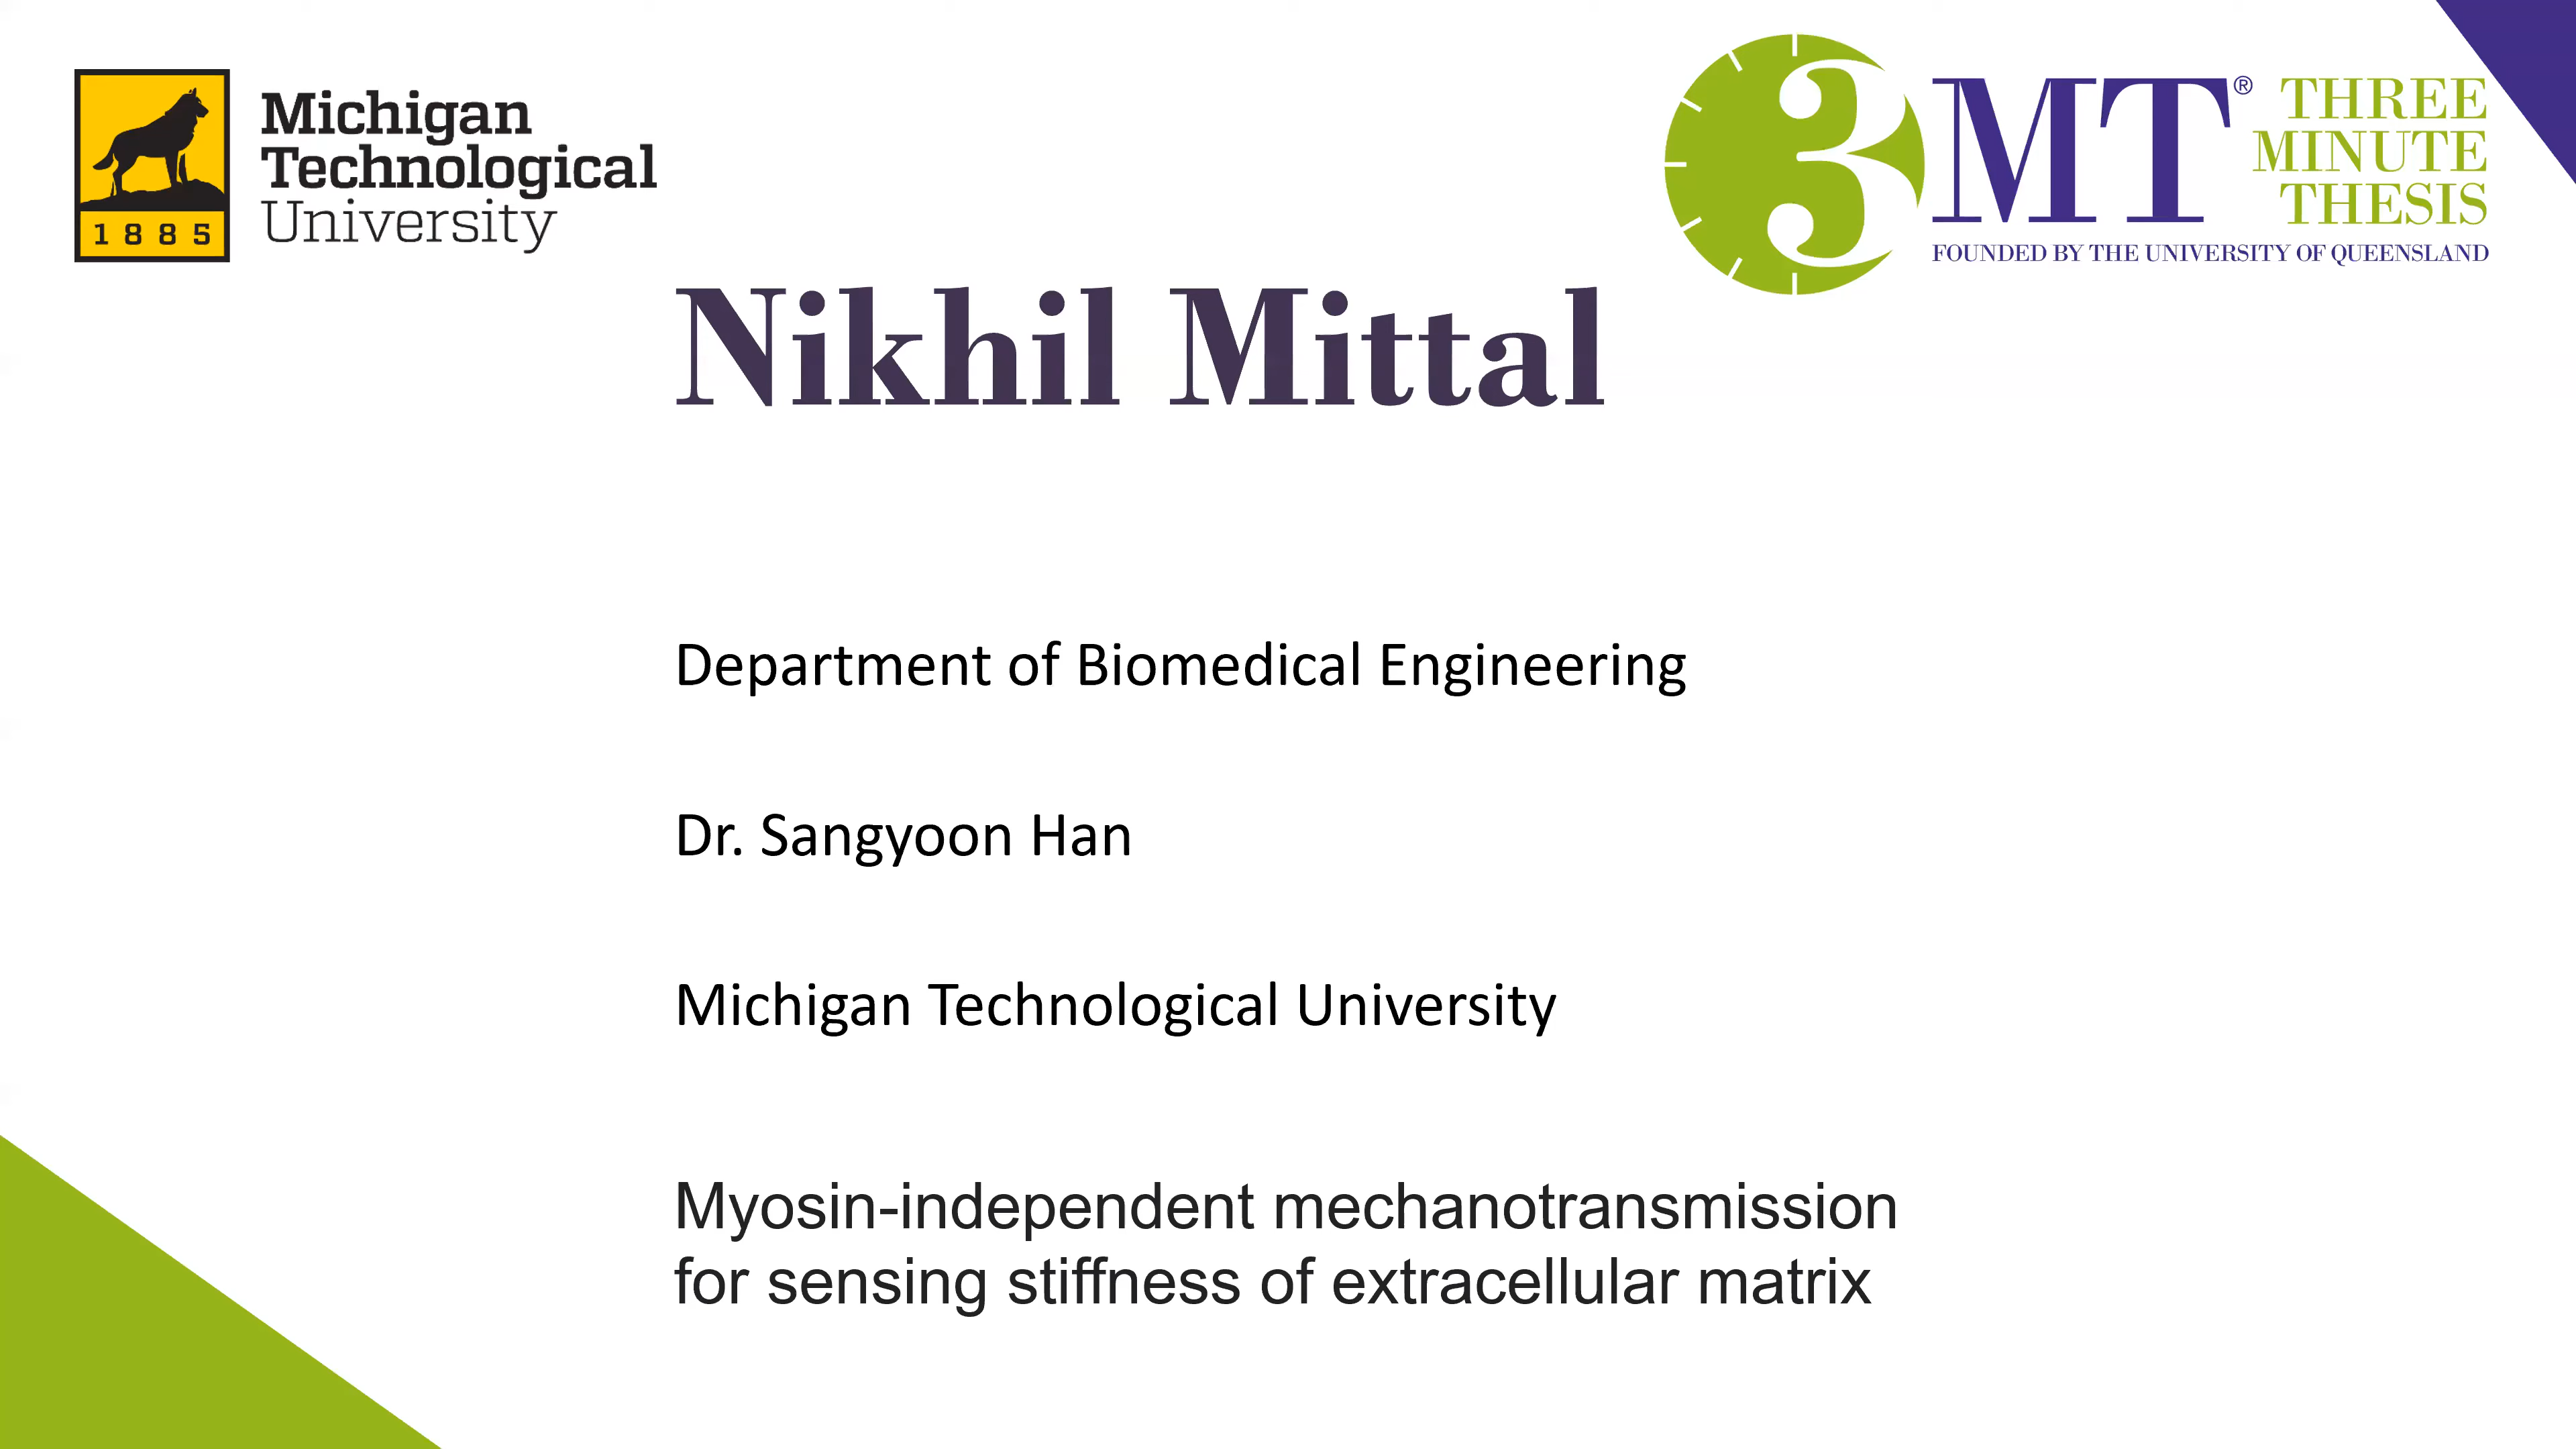 Michigan
Technological
University
1885
3MT® THREE
MINUTE
THESIS
FOUNDED BY THE UNIVERSITY OF QUEENSLAND
Nikhil Mittal
Department of Biomedical Engineering
Dr. Sangyoon Han
Michigan Technological University
Myosin-independent mechanotransmission
for sensing stiffness of extracellular matrix